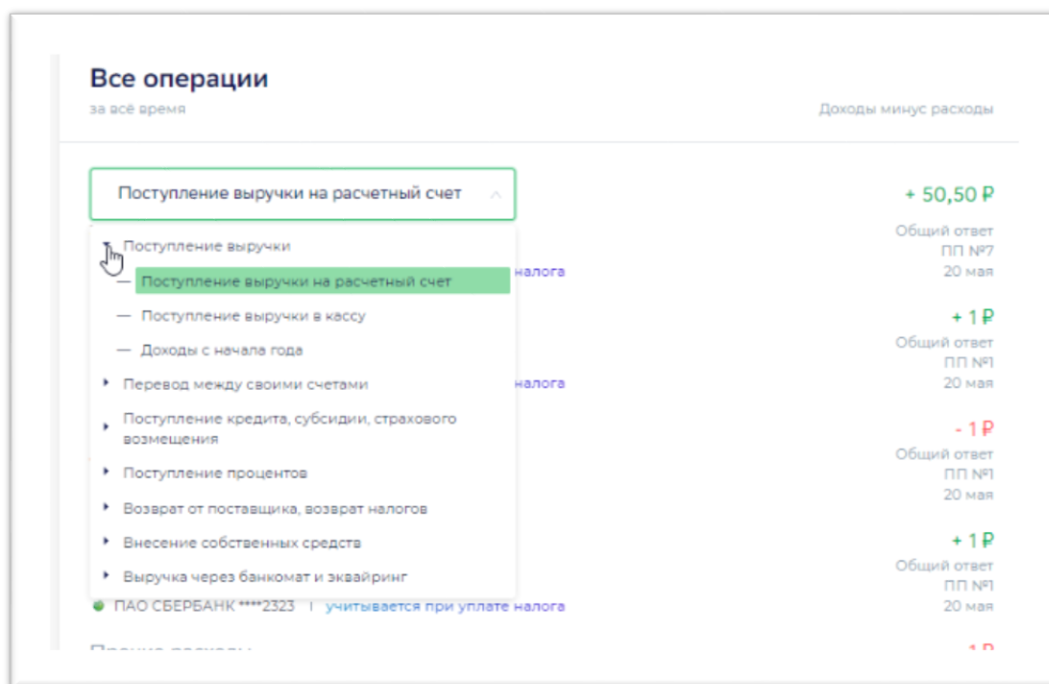 Все операции
за всё время
Доходы минус расходы
Поступление выручки на расчетный счет
+ 50,50 ₽
Общий ответ
Поступление выручки
ПП №7
налога
20 мая
— Поступление выручки на расчетный счет
— Поступление выручки в кассу
+ 1 ₽
Общий ответ
— Доходы с начала года
ПП №1
Перевод между своими счетами
налога
20 мая
Поступление кредита, субсидии, страхового
возмещения
- 1 ₽
Общий ответ
Поступление процентов
ПП №1
20 мая
Возврат от поставщика, возврат налогов
Внесение собственных средств
+ 1 ₽
Общий ответ
Выручка через банкомат и эквайринг
ПП №1
ПАО СБЕРБАНК ****2323 | учитывается при уплате налога
20 мая